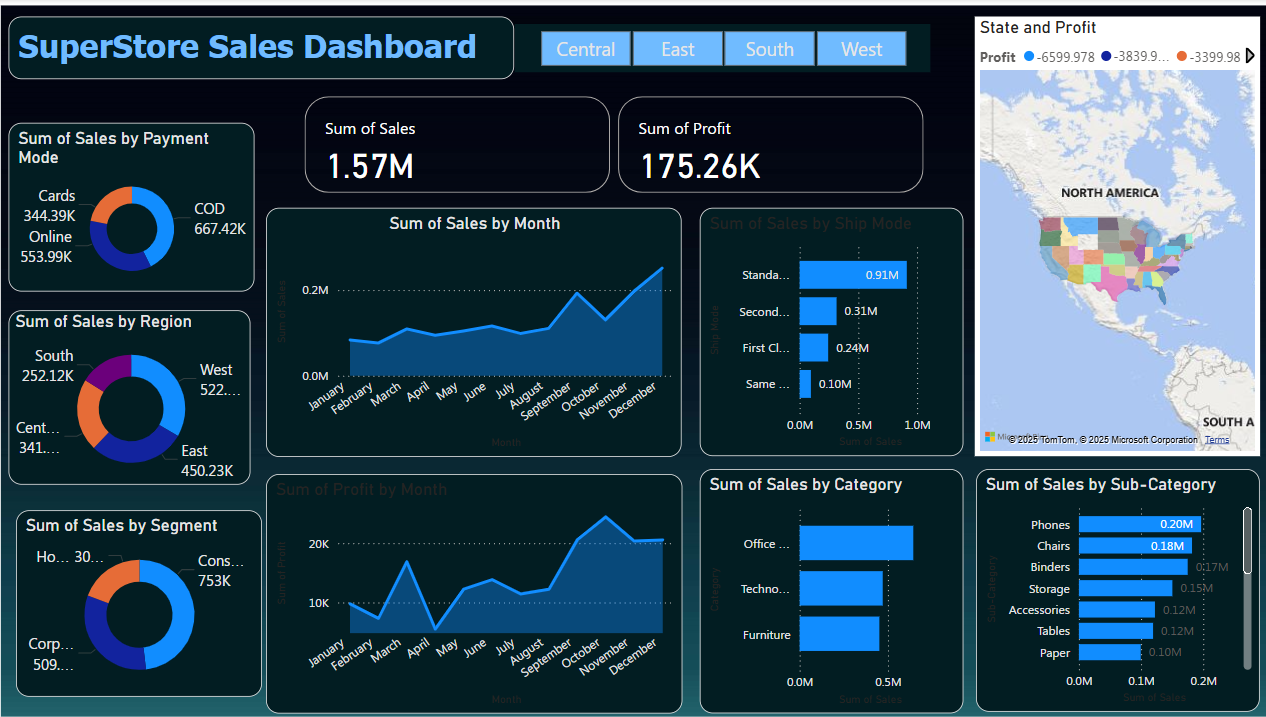 SuperStore Sales Dashboard
Central
East
South
West
State and Profit
Profit -6599.978 -3839.9... -3399.98
NORTH AMERICA
SOUTH A
© 2025 TomTom, © 2025 Microsoft Corporation Terms
Sum of Sales
1.57M
Sum of Profit
175.26K
Sum of Sales by Payment
Mode
Cards
344.39K
Online
553.99K
COD
667.42K
Sum of Sales by Month
Sum of Sales
0.2M
0.0M
January
February
March
April
May
June
July
August
September
October
November
December
Month
Sum of Sales by Ship Mode
Ship Mode
Standa...
0.91M
Second...
0.31M
First Cl...
0.24M
Same ...
0.10M
0.0M
0.5M
1.0M
Sum of Sales
Sum of Sales by Region
South
252.12K
West
522....
Cent...
341....
East
450.23K
Sum of Sales by Segment
Ho... 30...
Cons...
753K
Corp...
509....
Sum of Profit by Month
Sum of Profit
20K
10K
January
February
March
April
May
June
July
August
September
October
November
December
Month
Sum of Sales by Category
Category
Office ...
Techno...
Furniture
0.0M
0.5M
Sum of Sales
Sum of Sales by Sub-Category
Sub-Category
Phones
0.20M
Chairs
0.18M
Binders
0.17M
Storage
0.15M
Accessories
0.12M
Tables
0.12M
Paper
0.10M
0.0M
0.1M
0.2M
Sum of Sales